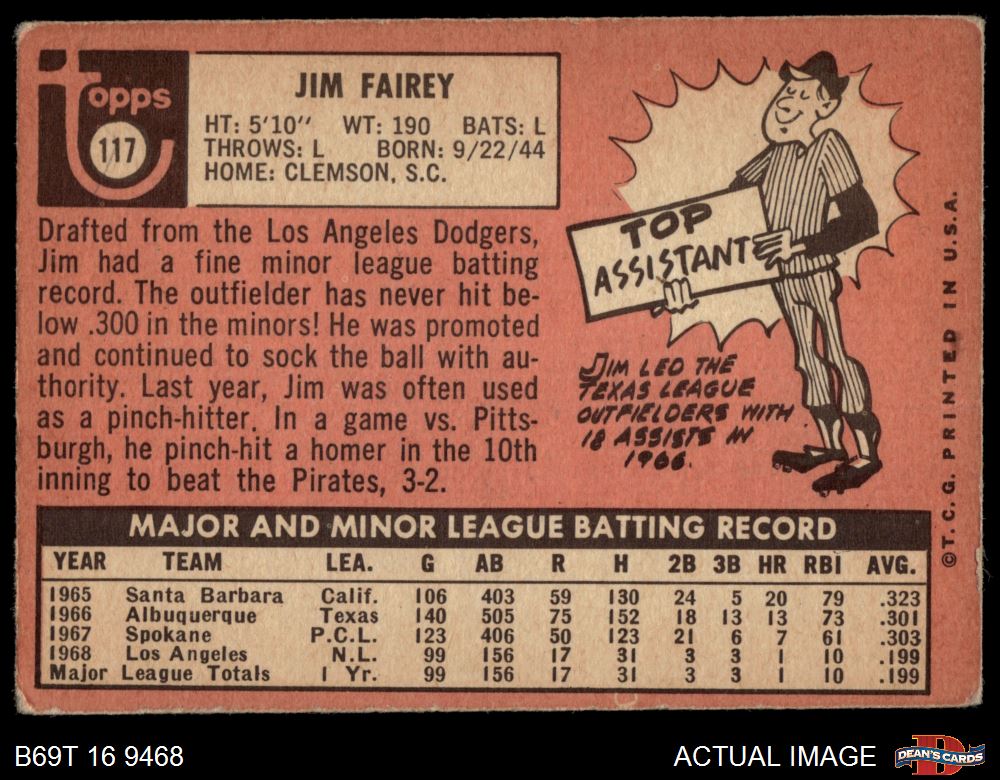 topps
117
JIM FAIREY
HT: 5'10" WT: 190 BATS: L
THROWS: L BORN: 9/22/44
HOME: CLEMSON, S.C.
Drafted from the Los Angeles Dodgers,
Jim had a fine minor league batting
record. The outfielder has never hit be-
low .300 in the minors! He was promoted
and continued to sock the ball with au-
thority. Last year, Jim was often used
as a pinch-hitter. In a game vs. Pitts-
burgh, he pinch-hit a homer in the 10th
inning to beat the Pirates, 3-2.
TOP
ASSISTANT
JIM LED THE
TEXAS LEAGUE
OUTFIELDERS WITH
18 ASSISTS IN
1966.
© T.C.G. PRINTED IN U.S.A.
MAJOR AND MINOR LEAGUE BATTING RECORD
YEAR TEAM LEA. G AB R H 2B 3B HR RBI AVG.
1965 Santa Barbara Calif. 106 403 59 130 24 5 20 79 .323
1966 Albuquerque Texas 140 505 75 152 18 13 13 73 .301
1967 Spokane P.C.L. 123 406 50 123 21 6 7 61 .303
1968 Los Angeles N.L. 99 156 17 31 3 3 1 10 .199
Major League Totals 1 Yr. 99 156 17 31 3 3 1 10 .199
B69T 16 9468
ACTUAL IMAGE
D
DEAN'S CARDS